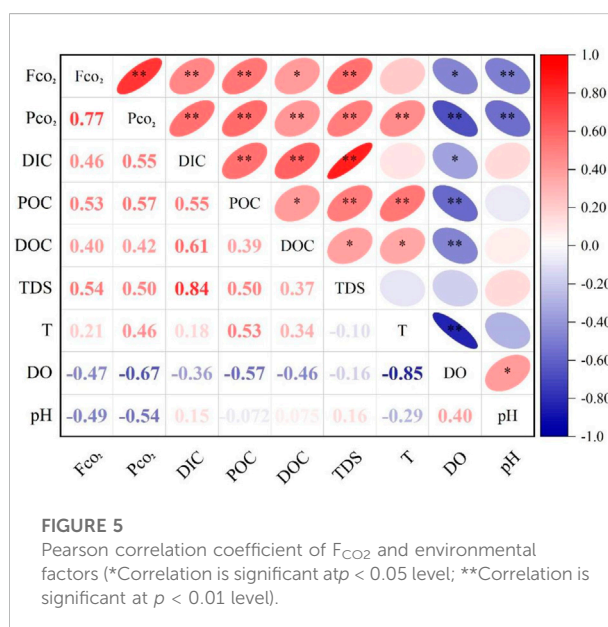 Fco₂ Fco₂ ** ** ** * ** * ** 1.0
Pco₂ 0.77 Pco₂ ** ** ** ** ** ** ** 0.80
DIC 0.46 0.55 DIC ** ** ** * 0.60
POC 0.53 0.57 0.55 POC * ** ** ** 0.40
DOC 0.40 0.42 0.61 0.39 DOC * * ** 0.20
0.0
TDS 0.54 0.50 0.84 0.50 0.37 TDS -0.20
T 0.21 0.46 0.18 0.53 0.34 -0.10 T ** -0.40
DO -0.47 -0.67 -0.36 -0.57 -0.46 -0.16 -0.85 DO * -0.60
pH -0.49 -0.54 0.15 -0.072 0.075 0.16 -0.29 0.40 pH -0.80
-1.0
Fco₂ Pco₂ DIC POC DOC TDS T DO pH
FIGURE 5
Pearson correlation coefficient of F_CO2 and environmental
factors (*Correlation is significant atp < 0.05 level; **Correlation is
significant at p < 0.01 level).